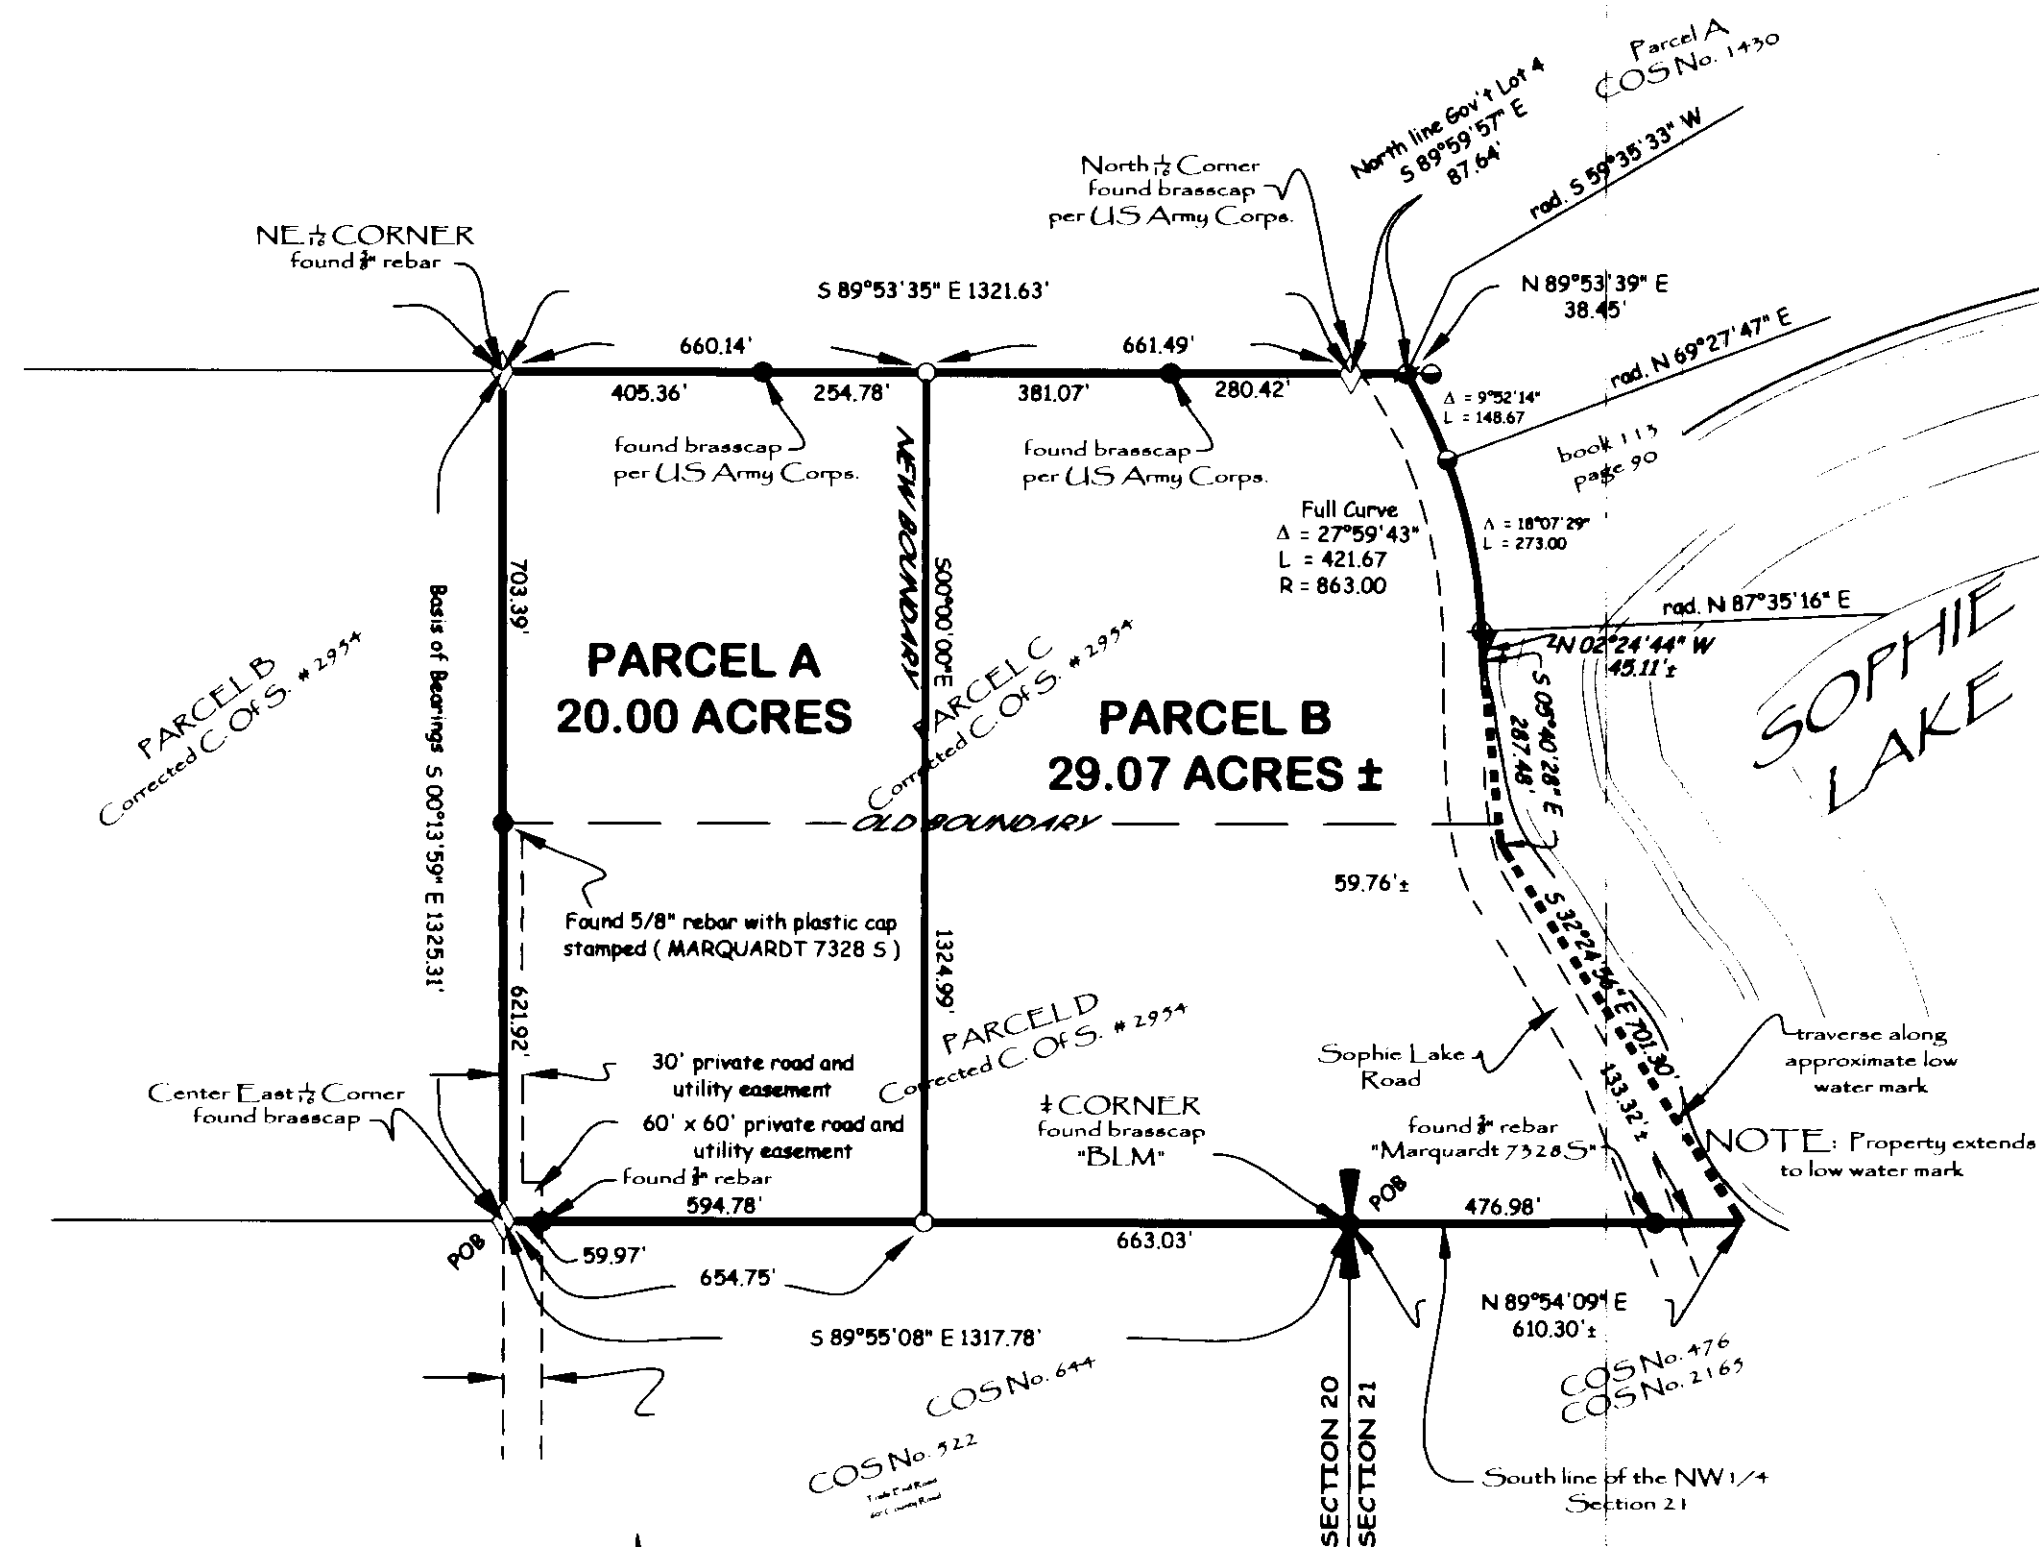 Parcel A
COS No. 1430
North line Gov't Lot 4
S 89°59'57" E
87.64'
rad. S 59°35'33" W
North 1/16 Corner
found brasscap
per US Army Corps.
NE 1/16 CORNER
found 5/8" rebar
S 89°53'35" E 1321.63'
N 89°53'39" E
38.45'
rad. N 69°27'47" E
660.14'
661.49'
405.36'
254.78'
381.07'
280.42'
Δ = 9°52'14"
L = 148.67
found brasscap
per US Army Corps.
found brasscap
per US Army Corps.
book 113
page 90
NEW BOUNDARY
Full Curve
Δ = 27°59'43"
L = 421.67
R = 863.00
Δ = 18°07'29"
L = 273.00
703.39'
S00°00'00"E
Basis of Bearings S 00°13'59" E 1325.31'
rad. N 87°35'16" E
N 02°24'44" W
45.11'±
SOPHIE
LAKE
PARCEL B
Corrected C. Of S. #2954
PARCEL A
20.00 ACRES
PARCEL C
Corrected C. Of S. #2954
PARCEL B
29.07 ACRES ±
S 05°40'28" E
287.48'
OLD BOUNDARY
59.76'±
Found 5/8" rebar with plastic cap
stamped ( MARQUARDT 7328 S )
1324.99'
621.92'
S 32°24'56" E 701.30'
133.32'±
PARCEL D
Corrected C. Of S. #2954
30' private road and
utility easement
60' x 60' private road and
utility easement
found 5/8" rebar
Center East 1/16 Corner
found brasscap
1/4 CORNER
found brasscap
"BLM"
Sophie Lake
Road
found 5/8" rebar
"Marquardt 7328S"
traverse along
approximate low
water mark
NOTE: Property extends
to low water mark
594.78'
POB
476.98'
POB
59.97'
663.03'
654.75'
S 89°55'08" E 1317.78'
N 89°54'09" E
610.30'±
COS No. 476
COS No. 2165
COS No. 644
COS No. 522
SECTION 20
SECTION 21
South line of the NW 1/4
Section 21